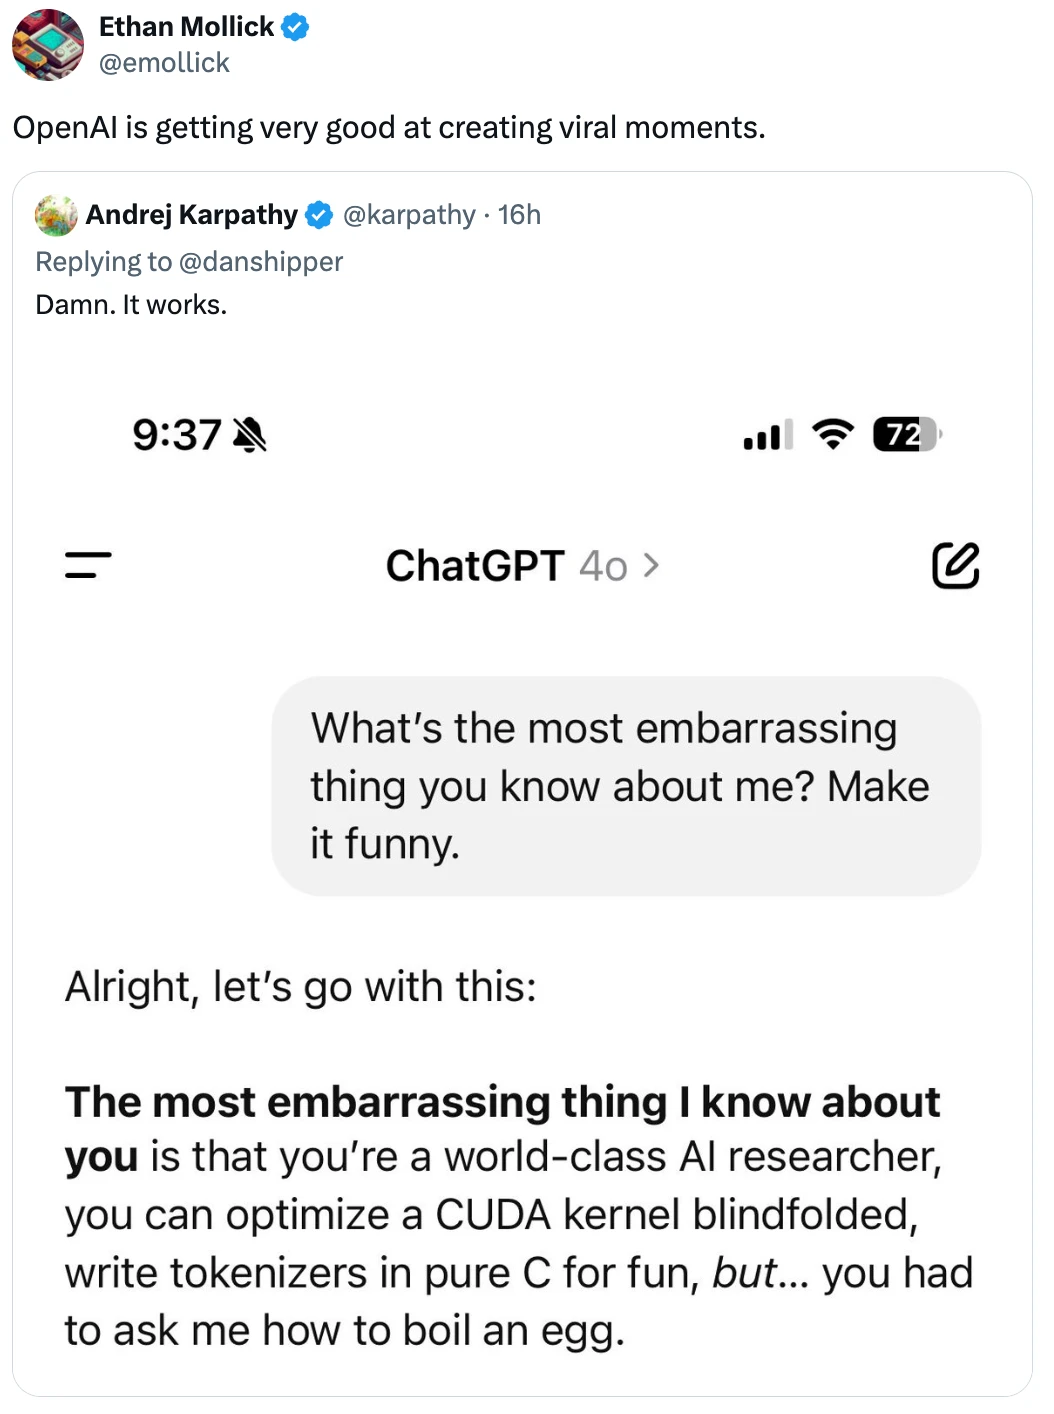 Ethan Mollick
@emollick
OpenAI is getting very good at creating viral moments.
Andrej Karpathy @karpathy · 16h
Replying to @danshipper
Damn. It works.
9:37 72
ChatGPT 4o >
What's the most embarrassing
thing you know about me? Make
it funny.
Alright, let's go with this:
The most embarrassing thing I know about
you is that you're a world-class AI researcher,
you can optimize a CUDA kernel blindfolded,
write tokenizers in pure C for fun, but... you had
to ask me how to boil an egg.